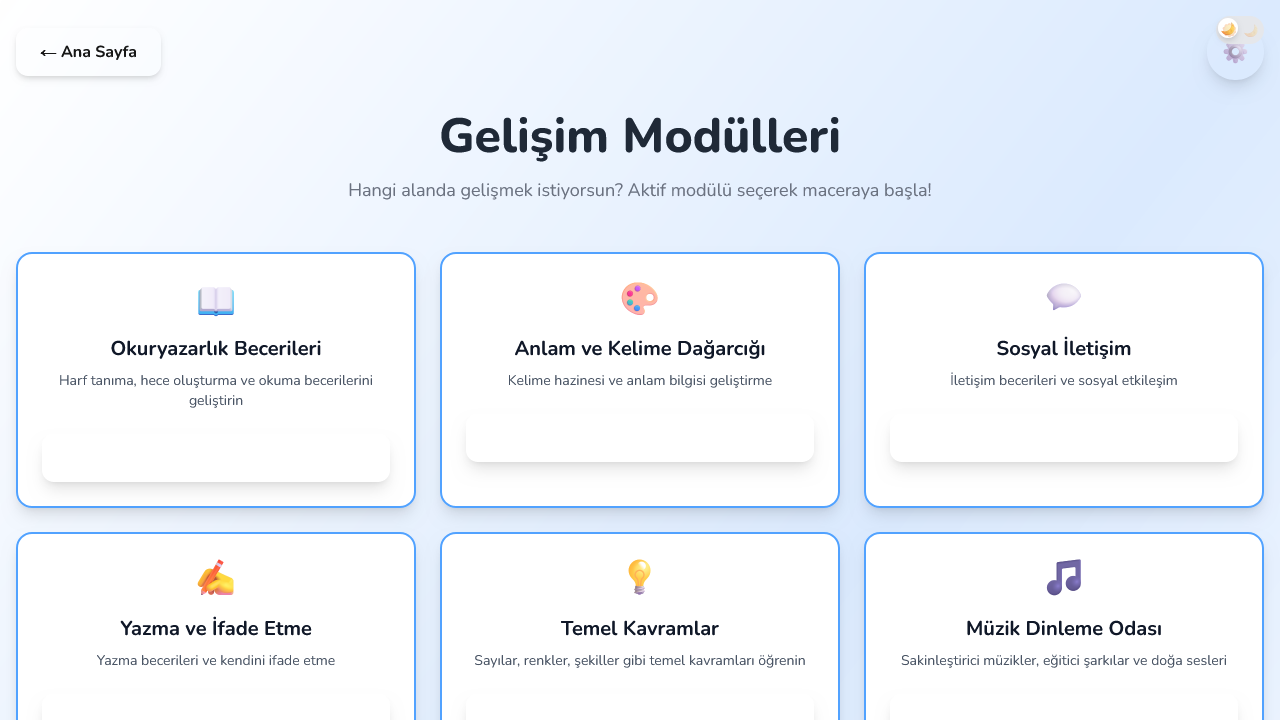 ← Ana Sayfa
Gelişim Modülleri
Hangi alanda gelişmek istiyorsun? Aktif modülü seçerek maceraya başla!
Okuryazarlık Becerileri
Harf tanıma, hece oluşturma ve okuma becerilerini
geliştirin
Anlam ve Kelime Dağarcığı
Kelime hazinesi ve anlam bilgisi geliştirme
Sosyal İletişim
İletişim becerileri ve sosyal etkileşim
Yazma ve İfade Etme
Yazma becerileri ve kendini ifade etme
Temel Kavramlar
Sayılar, renkler, şekiller gibi temel kavramları öğrenin
Müzik Dinleme Odası
Sakinleştirici müzikler, eğitici şarkılar ve doğa sesleri